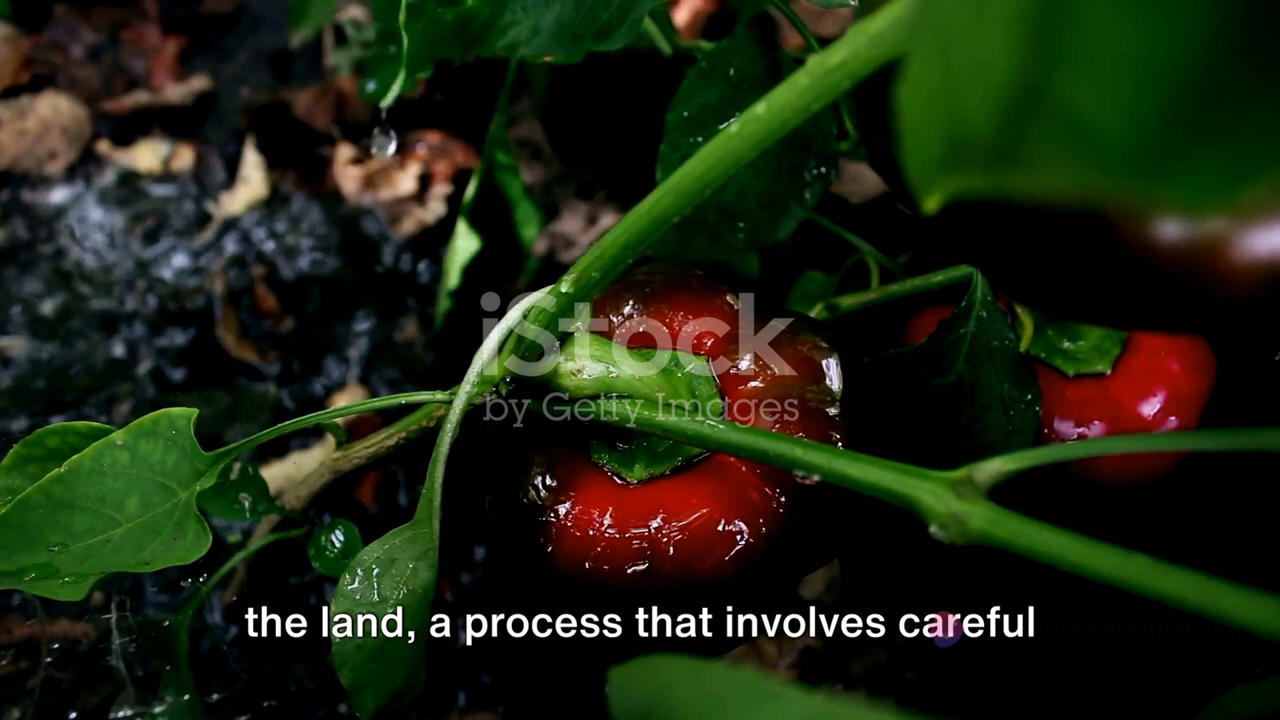 iStock
by Getty Images
the land, a process that involves careful